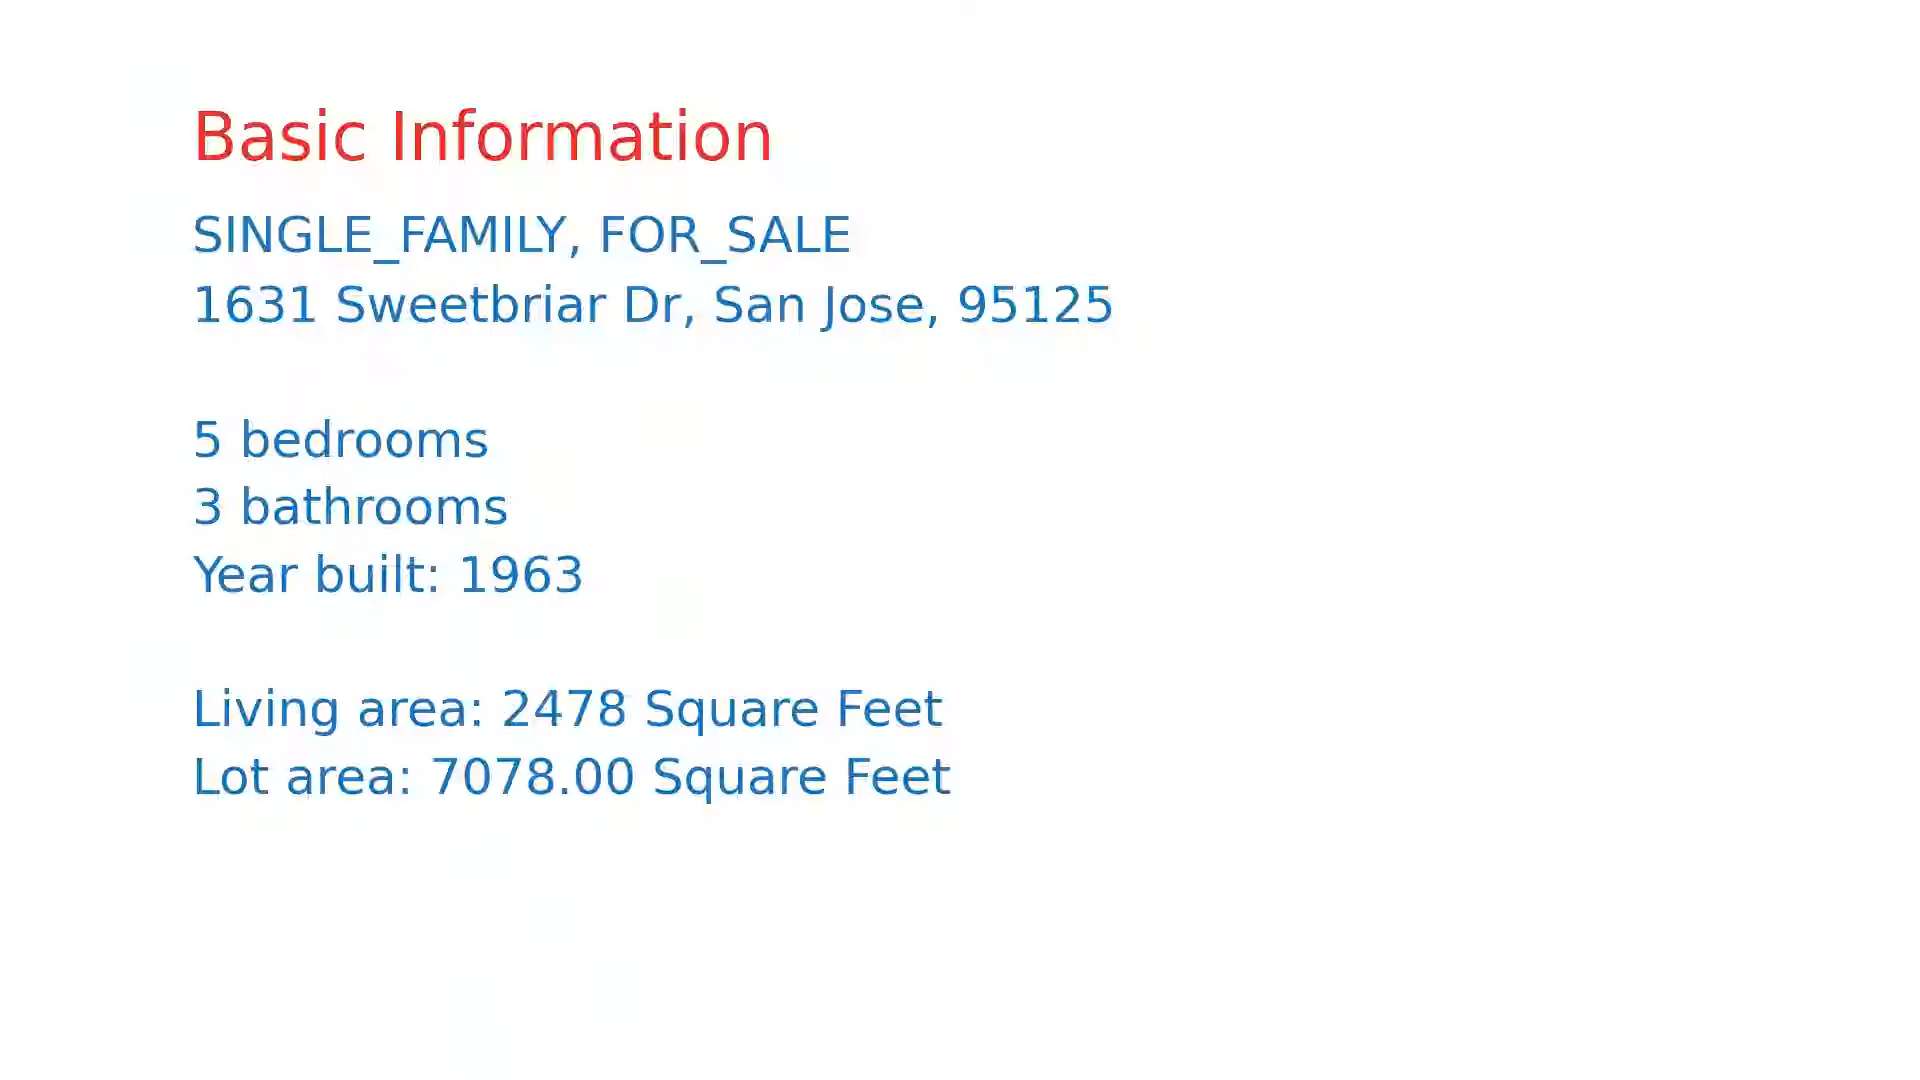 Basic Information
SINGLE_FAMILY, FOR_SALE
1631 Sweetbriar Dr, San Jose, 95125
5 bedrooms
3 bathrooms
Year built: 1963
Living area: 2478 Square Feet
Lot area: 7078.00 Square Feet